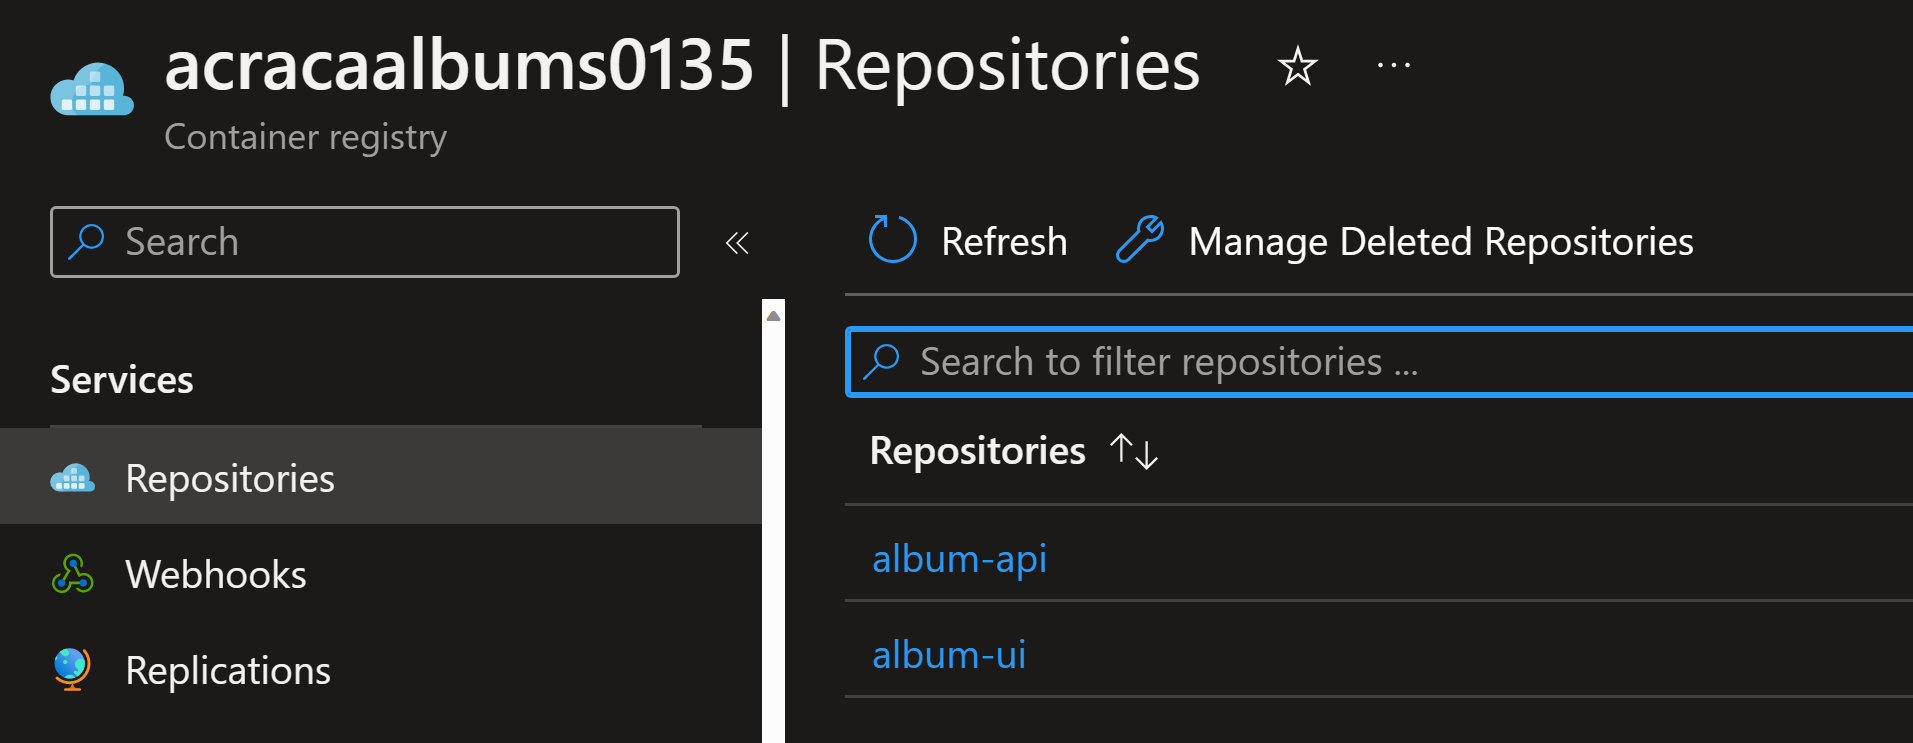 acracaalbums0135 | Repositories
Container registry
Search
Services
Repositories
Webhooks
Replications
Refresh
Manage Deleted Repositories
Search to filter repositories ...
Repositories
album-api
album-ui